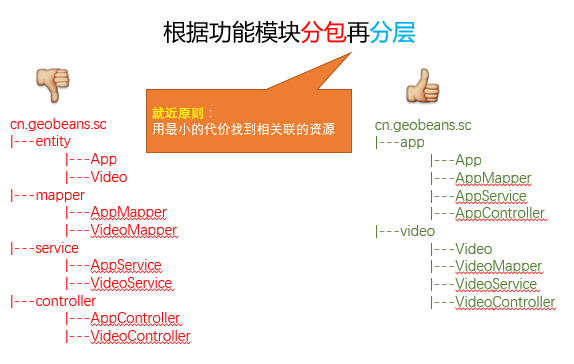 根据功能模块分包再分层
就近原则：
用最小的代价找到相关联的资源
cn.geobeans.sc
|---entity
|---App
|---Video
|---mapper
|---AppMapper
|---VideoMapper
|---service
|---AppService
|---VideoService
|---controller
|---AppController
|---VideoController
cn.geobeans.sc
|---app
|---App
|---AppMapper
|---AppService
|---AppController
|---video
|---Video
|---VideoMapper
|---VideoService
|---VideoController